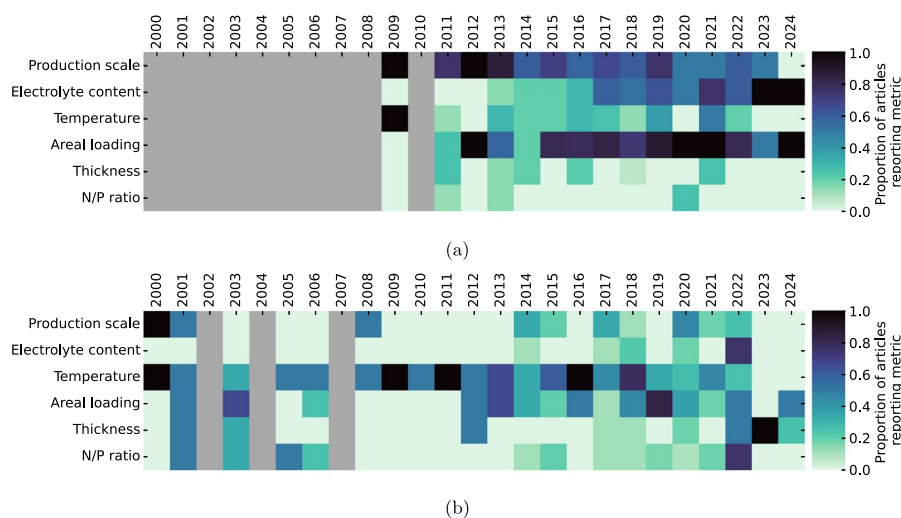 2000 2001 2002 2003 2004 2005 2006 2007 2008 2009 2010 2011 2012 2013 2014 2015 2016 2017 2018 2019 2020 2021 2022 2023 2024
Production scale
Electrolyte content
Temperature
Areal loading
Thickness
N/P ratio
1.0
0.8
0.6
0.4
0.2
0.0
Proportion of articles
reporting metric
(a)
2000 2001 2002 2003 2004 2005 2006 2007 2008 2009 2010 2011 2012 2013 2014 2015 2016 2017 2018 2019 2020 2021 2022 2023 2024
Production scale
Electrolyte content
Temperature
Areal loading
Thickness
N/P ratio
1.0
0.8
0.6
0.4
0.2
0.0
Proportion of articles
reporting metric
(b)